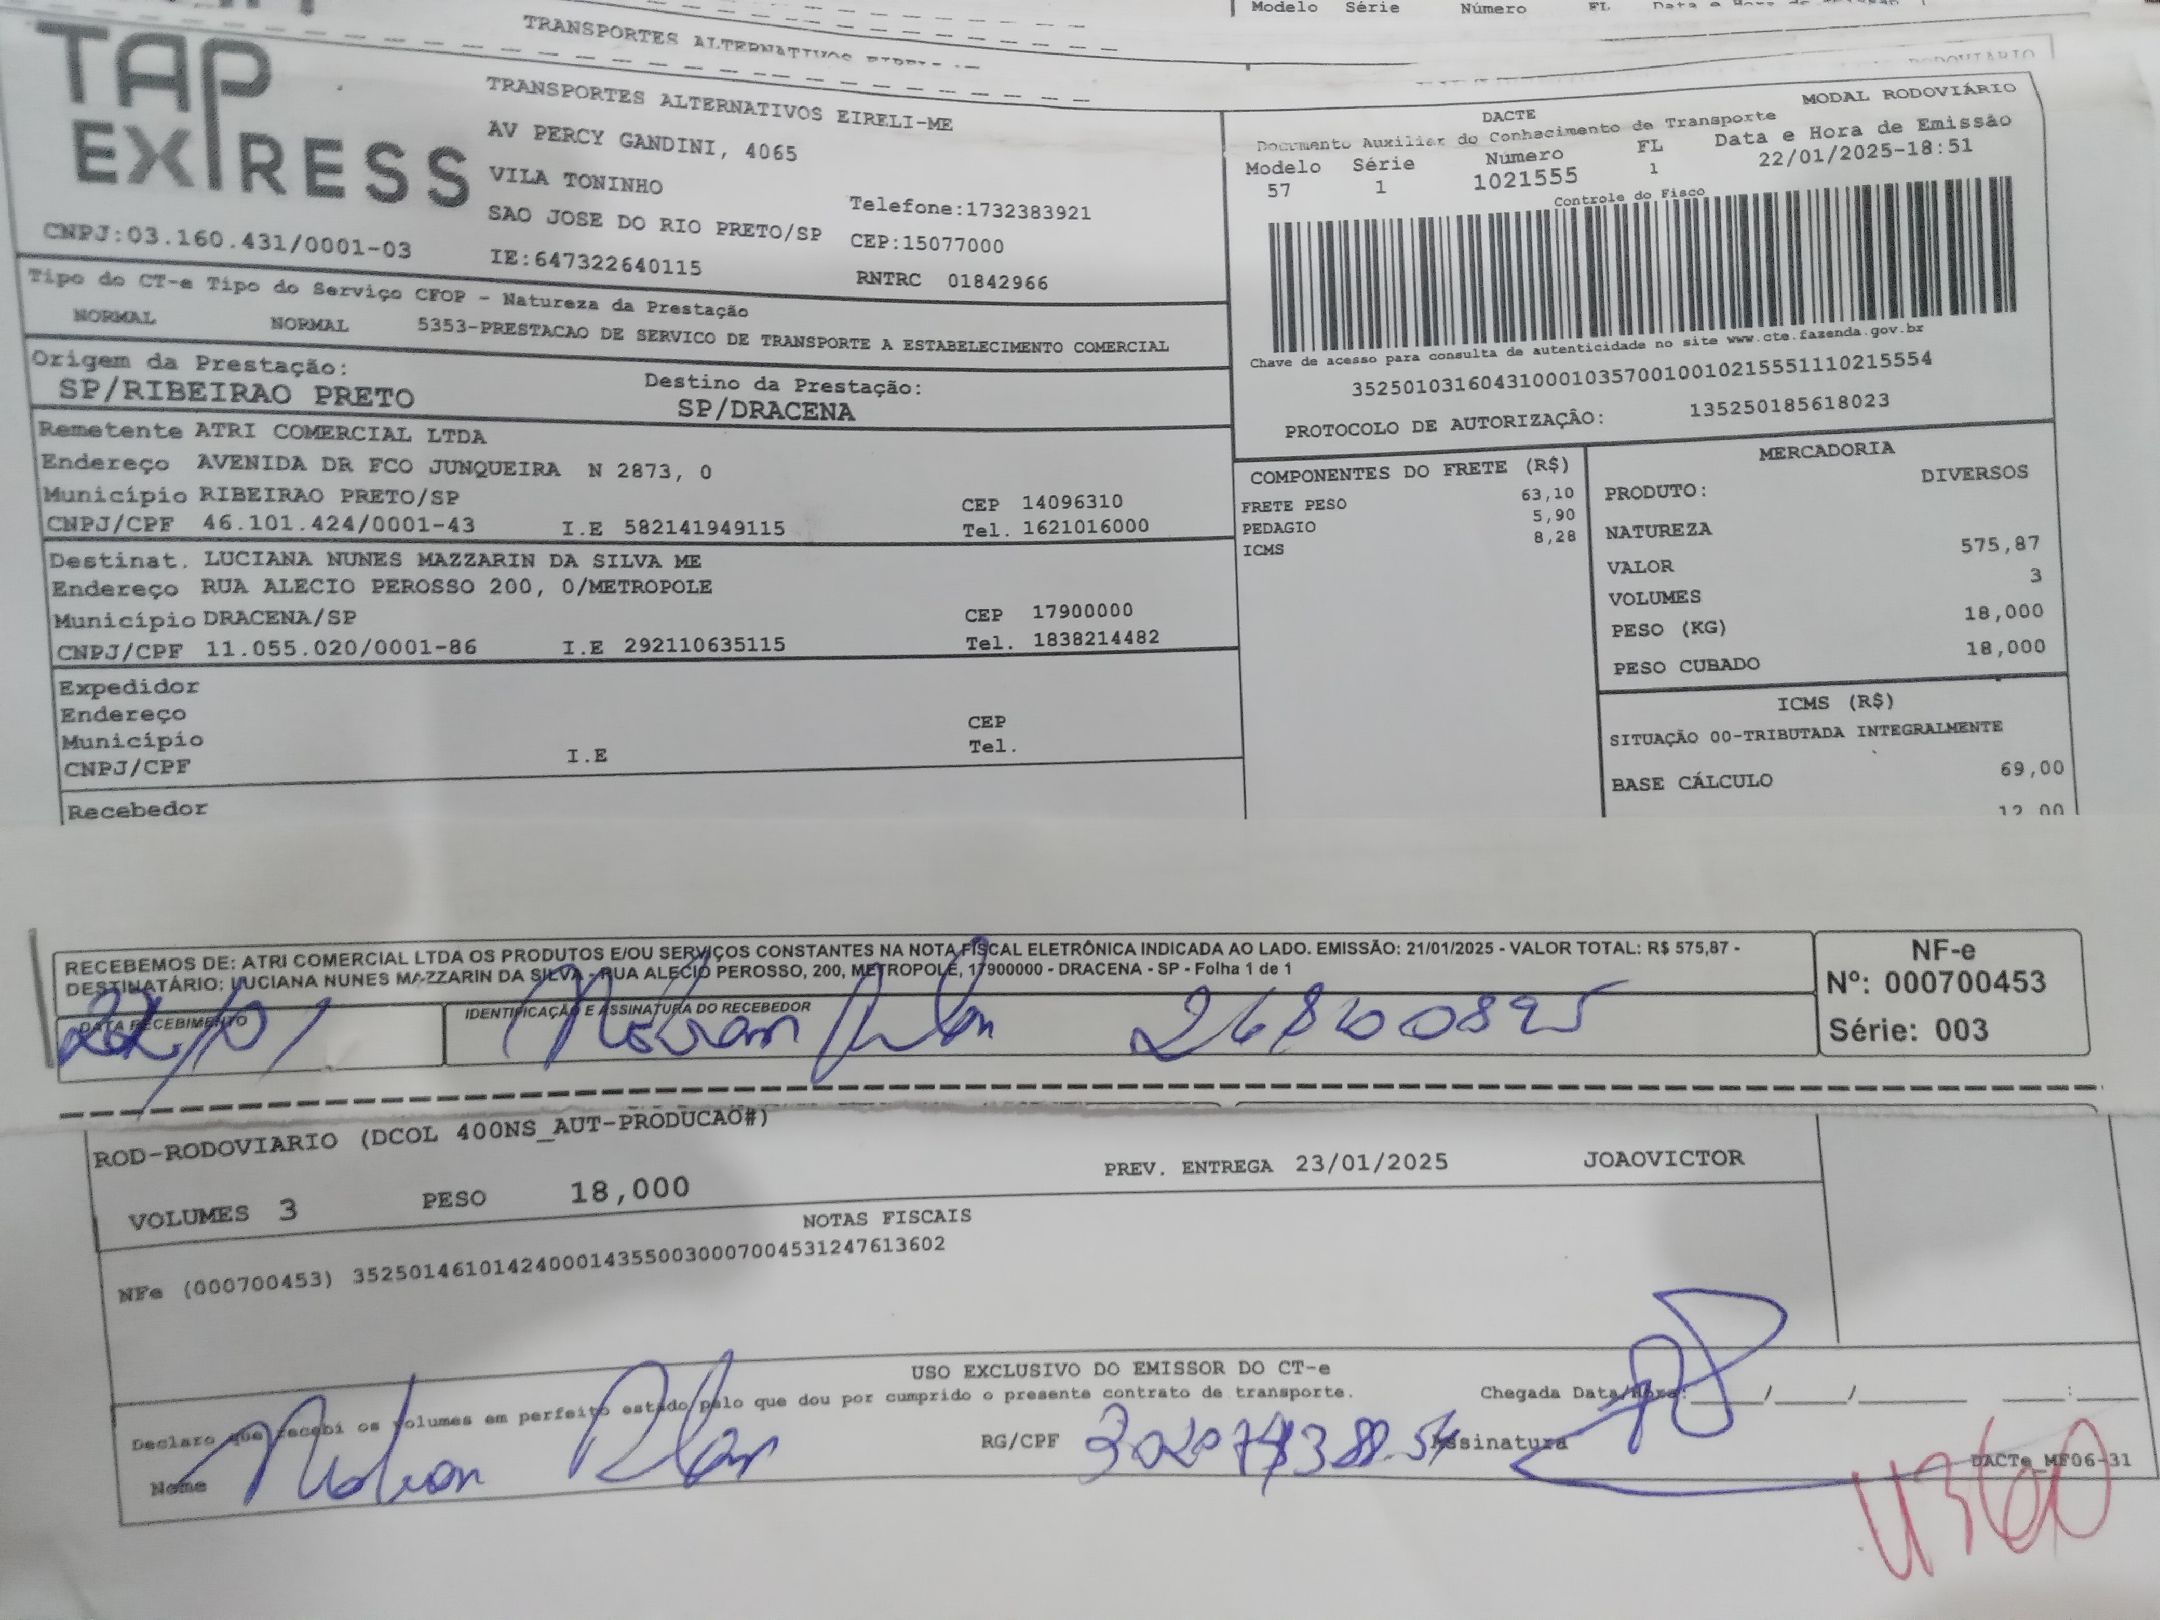 Modelo Série Número FL
TRANSPORTES ALTERNATIVOS
RODOVIÁRIO
TAP EXPRESS
TRANSPORTES ALTERNATIVOS EIRELI-ME
AV PERCY GANDINI, 4065
VILA TONINHO
Telefone:1732383921
SAO JOSE DO RIO PRETO/SP CEP:15077000
CNPJ:03.160.431/0001-03
IE:647322640115 RNTRC 01842966
DACTE MODAL RODOVIÁRIO
Documento Auxiliar do Conhacimento de Transporte
Modelo Série Número FL Data e Hora de Emissão
57 1 1021555 1 22/01/2025-18:51
Controle do Fisco
Chave de acesso para consulta de autenticidade no site www.cte.fazenda.gov.br
35250103160431000103570010010215551110215554
PROTOCOLO DE AUTORIZAÇÃO: 135250185618023
Tipo do CT-e Tipo do Serviço CFOP - Natureza da Prestação
NORMAL NORMAL 5353-PRESTACAO DE SERVICO DE TRANSPORTE A ESTABELECIMENTO COMERCIAL
Origem da Prestação: Destino da Prestação:
SP/RIBEIRAO PRETO SP/DRACENA
Remetente ATRI COMERCIAL LTDA
Endereço AVENIDA DR FCO JUNQUEIRA N 2873, 0
Município RIBEIRAO PRETO/SP CEP 14096310
CNPJ/CPF 46.101.424/0001-43 I.E 582141949115 Tel. 1621016000
Destinat. LUCIANA NUNES MAZZARIN DA SILVA ME
Endereço RUA ALECIO PEROSSO 200, 0/METROPOLE
Município DRACENA/SP CEP 17900000
CNPJ/CPF 11.055.020/0001-86 I.E 292110635115 Tel. 1838214482
Expedidor
Endereço
Município CEP
CNPJ/CPF I.E Tel.
Recebedor
COMPONENTES DO FRETE (R$)
FRETE PESO 63,10
PEDAGIO 5,90
ICMS 8,28
MERCADORIA
PRODUTO: DIVERSOS
NATUREZA
VALOR 575,87
VOLUMES 3
PESO (KG) 18,000
PESO CUBADO 18,000
ICMS (R$)
SITUAÇÃO 00-TRIBUTADA INTEGRALMENTE
BASE CÁLCULO 69,00
12,00
RECEBEMOS DE: ATRI COMERCIAL LTDA OS PRODUTOS E/OU SERVIÇOS CONSTANTES NA NOTA FISCAL ELETRÔNICA INDICADA AO LADO. EMISSÃO: 21/01/2025 - VALOR TOTAL: R$ 575,87 -
DESTINATÁRIO: LUCIANA NUNES MAZZARIN DA SILVA - RUA ALECIO PEROSSO, 200, METROPOLE, 17900000 - DRACENA - SP - Folha 1 de 1
DATA RECEBIMENTO IDENTIFICAÇÃO E ASSINATURA DO RECEBEDOR
NF-e
Nº: 000700453
Série: 003
ROD-RODOVIARIO (DCOL 400NS_AUT-PRODUCAO#)
PREV. ENTREGA 23/01/2025 JOAOVICTOR
VOLUMES 3 PESO 18,000
NOTAS FISCAIS
NFe (000700453) 35250146101424000143550030007004531247613602
USO EXCLUSIVO DO EMISSOR DO CT-e
Declaro que recebi os volumes em perfeito estado pelo que dou por cumprido o presente contrato de transporte. Chegada Data/Hora: ___/___/___ ___:___
Nome RG/CPF Assinatura
DACTe_MF06-31